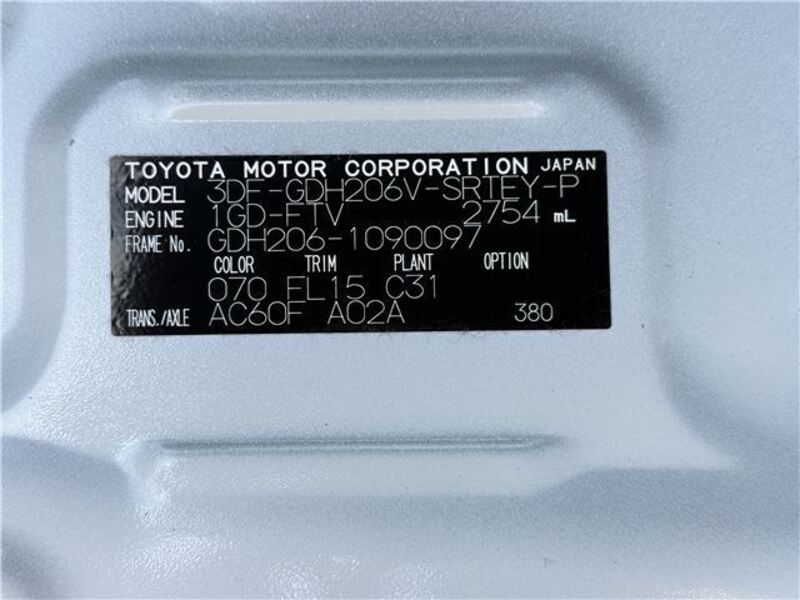 TOYOTA MOTOR CORPORATION JAPAN
MODEL 3DF-GDH206V-SRTEY-P
ENGINE 1GD-FTV 2754 mL
FRAME No. GDH206-1090097
COLOR TRIM PLANT OPTION
070 FL15 C31
TRANS./AXLE AC60F A02A 380